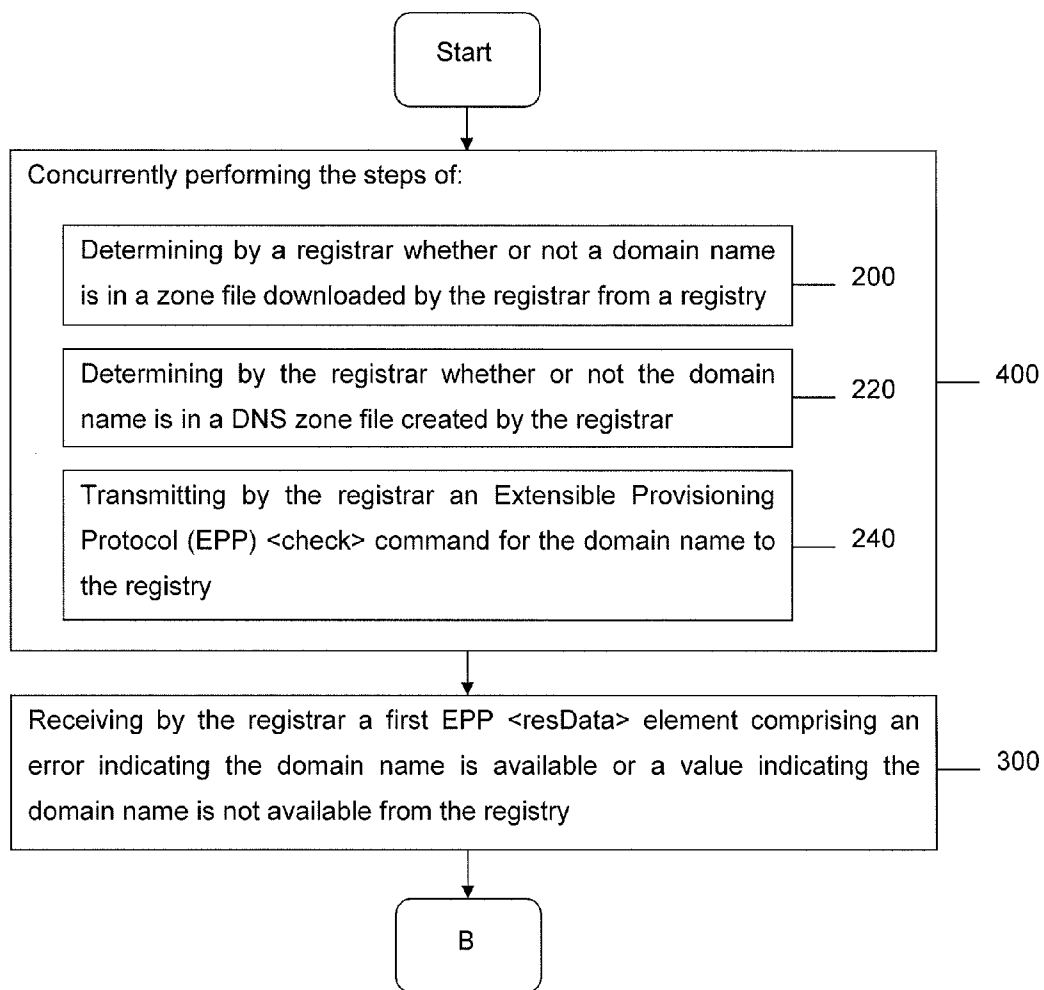 Start
Concurrently performing the steps of:
Determining by a registrar whether or not a domain name
is in a zone file downloaded by the registrar from a registry
200
Determining by the registrar whether or not the domain
name is in a DNS zone file created by the registrar
220
Transmitting by the registrar an Extensible Provisioning
Protocol (EPP) <check> command for the domain name to
the registry
240
400
Receiving by the registrar a first EPP <resData> element comprising an
error indicating the domain name is available or a value indicating the
domain name is not available from the registry
300
B